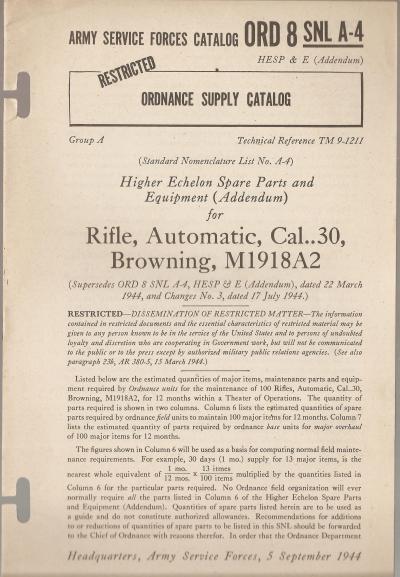 ARMY SERVICE FORCES CATALOG ORD 8 SNL A-4
HESP & E (Addendum)
RESTRICTED
ORDNANCE SUPPLY CATALOG
Group A Technical Reference TM 9-1211
(Standard Nomenclature List No. A-4)
Higher Echelon Spare Parts and
Equipment (Addendum)
for
Rifle, Automatic, Cal..30,
Browning, M1918A2
(Supersedes ORD 8 SNL A-4, HESP & E (Addendum), dated 22 March
1944, and Changes No. 3, dated 17 July 1944.)
RESTRICTED—DISSEMINATION OF RESTRICTED MATTER—The information
contained in restricted documents and the essential characteristics of restricted material may be
given to any person known to be in the service of the United States and to persons of undoubted
loyalty and discretion who are cooperating in Government work, but will not be communicated
to the public or to the press except by authorized military public relations agencies. (See also
paragraph 23b, AR 380-5, 15 March 1944.)
Listed below are the estimated quantities of major items, maintenance parts and equip-
ment required by Ordnance units for the maintenance of 100 Rifles, Automatic, Cal..30,
Browning, M1918A2, for 12 months within a Theater of Operations. The quantity of
parts required is shown in two columns. Column 6 lists the estimated quantities of spare
parts required by ordnance field units to maintain 100 major items for 12 months. Column 7
lists the estimated quantity of parts required by ordnance base units for major overhaul
of 100 major items for 12 months.
The figures shown in Column 6 will be used as a basis for computing normal field mainte-
nance requirements. For example, 30 days (1 mo.) supply for 13 major items, is the
nearest whole equivalent of 1 mo./12 mos. x 13 itmes/100 items multiplied by the quantities listed in
Column 6 for the particular parts required. No Ordnance field organization will ever
normally require all the parts listed in Column 6 of the Higher Echelon Spare Parts
and Equipment (Addendum). Quantities of spare parts listed herein are to be used as
a guide and do not constitute authorized allowances. Recommendations for additions
to or reductions of quantities of spare parts to be listed in this SNL should be forwarded
to the Chief of Ordnance with reasons therefor. In order that the Ordnance Department
Headquarters, Army Service Forces, 5 September 1944